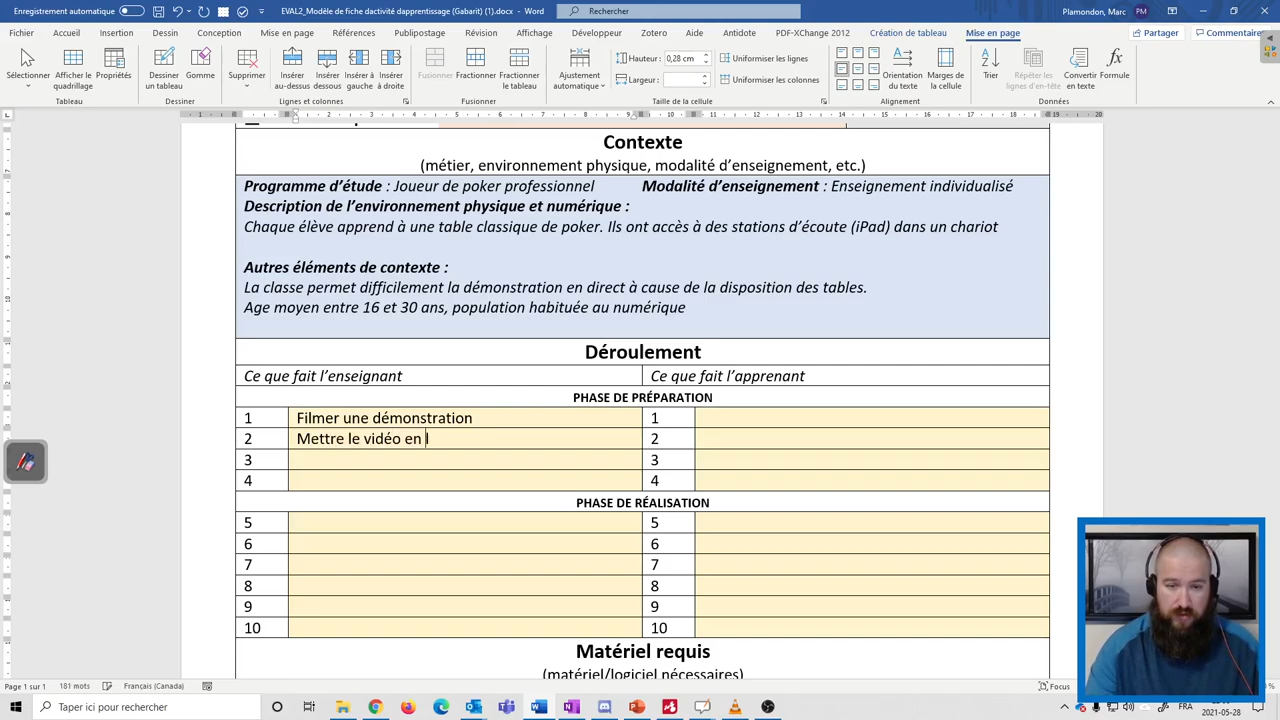 Enregistrement automatique EVAL2_Mettre de fiche dactivité dapprentissage (Gabarit) (1).docx - Word Rechercher Plamondon, Marc PM
Fichier Accueil Insertion Dessin Conception Mise en page Références Publipostage Révision Affichage Développeur Zotero Aide Antidote PDF-XChange 2012 Création de tableau Mise en page Partager Commentaires
Sélectionner Afficher le quadrillage Propriétés Dessiner un tableau Gomme Supprimer Insérer au-dessus Insérer en dessous Insérer à gauche Insérer à droite Fusionner Fractionner Fractionner le tableau Ajustement automatique Hauteur : 0,28 cm Uniformiser les lignes Orientation du texte Marges de la cellule Trier Répéter les lignes d'en-tête Convertir en texte Formule
Largeur : Uniformiser les colonnes
Tableau Dessiner Lignes et colonnes Fusionner Taille de la cellule Alignement Données
Contexte
(métier, environnement physique, modalité d'enseignement, etc.)
Programme d'étude : Joueur de poker professionnel Modalité d'enseignement : Enseignement individualisé
Description de l'environnement physique et numérique :
Chaque élève apprend à une table classique de poker. Ils ont accès à des stations d'écoute (iPad) dans un chariot
Autres éléments de contexte :
La classe permet difficilement la démonstration en direct à cause de la disposition des tables.
Age moyen entre 16 et 30 ans, population habituée au numérique
Déroulement
Ce que fait l'enseignant Ce que fait l'apprenant
PHASE DE PRÉPARATION
1 Filmer une démonstration 1
2 Mettre le vidéo en l 2
3 3
4 4
PHASE DE RÉALISATION
5 5
6 6
7 7
8 8
9 9
10 10
Matériel requis
(matériel/logiciel nécessaires)
Page 1 sur 1 181 mots Français (Canada) Focus
Taper ici pour rechercher FRA
2021-05-28